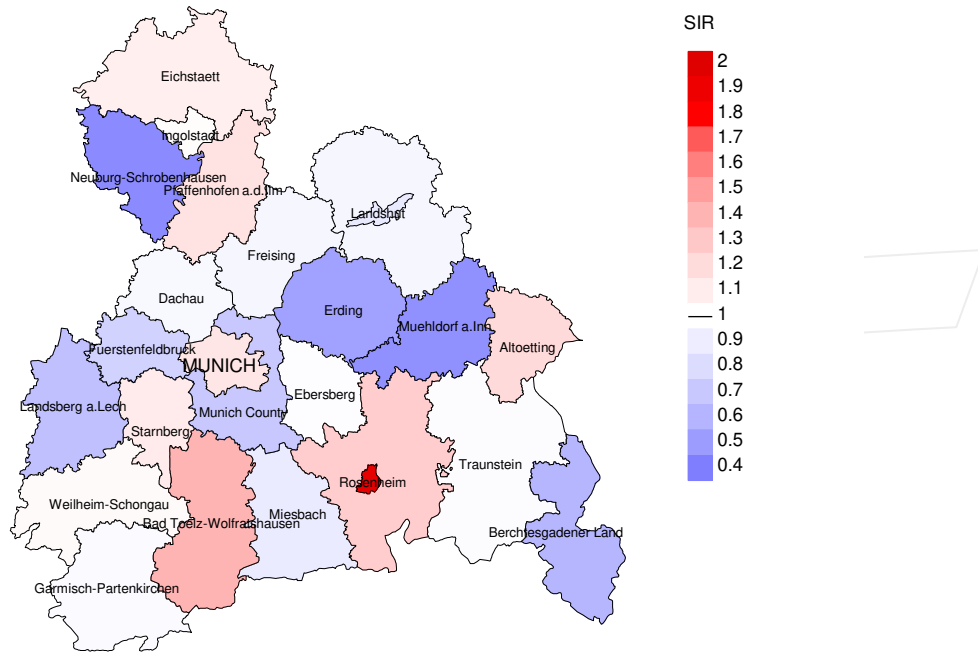 SIR
2
1.9
1.8
1.7
1.6
1.5
1.4
1.3
1.2
1.1
1
0.9
0.8
0.7
0.6
0.5
0.4
Eichstaett
Ingolstadt
Neuburg-Schrobenhausen
Pfaffenhofen a.d.Ilm
Landshut
Freising
Dachau
Erding
Muehldorf a.Inn
Altoetting
Fuerstenfeldbruck
MUNICH
Ebersberg
Landsberg a.Lech
Munich County
Starnberg
Traunstein
Rosenheim
Weilheim-Schongau
Miesbach
Bad Toelz-Wolfratshausen
Berchtesgadener Land
Garmisch-Partenkirchen